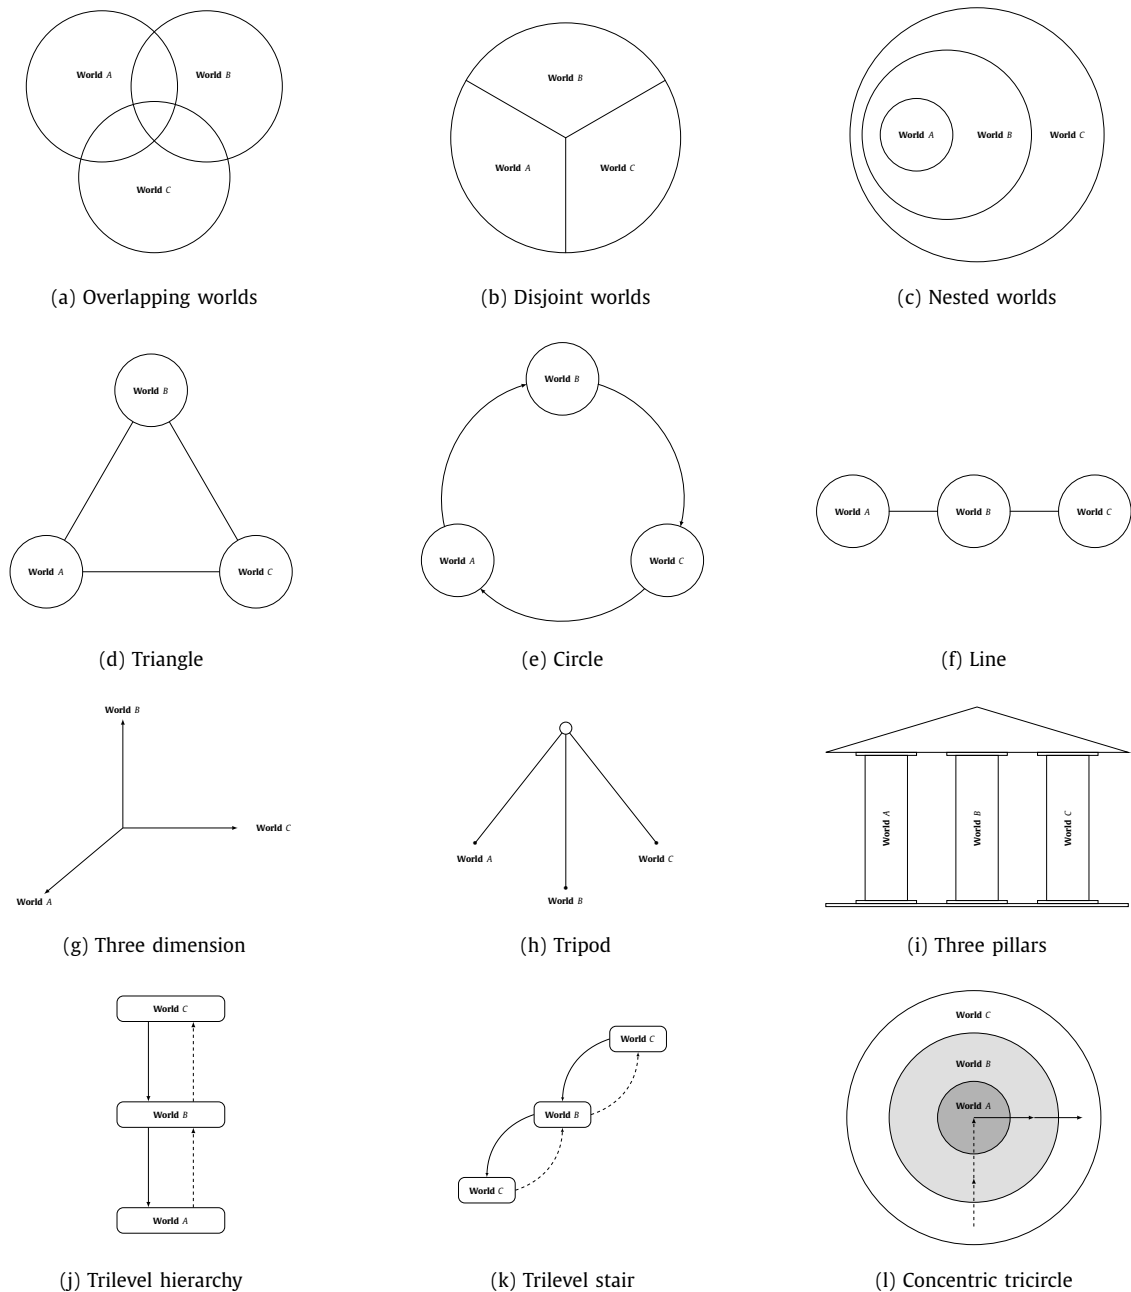 World A World B
World C
World B
World A World C
World A World B World C
(a) Overlapping worlds (b) Disjoint worlds (c) Nested worlds
World B
World A World C
World B
World A World C
World A World B World C
(d) Triangle (e) Circle (f) Line
World B
World C
World A
World A World C
World B
World A World B World C
(g) Three dimension (h) Tripod (i) Three pillars
World C
World B
World A
World C
World B
World C
World C
World B
World A
(j) Trilevel hierarchy (k) Trilevel stair (l) Concentric tricircle